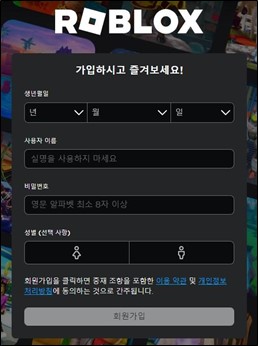 ROBLOX
가입하시고 즐겨보세요!
생년월일
년 월 일
사용자 이름
실명을 사용하지 마세요
비밀번호
영문 알파벳 최소 8자 이상
성별 (선택 사항)
회원가입을 클릭하면 중재 조항을 포함한 이용 약관 및 개인정보
처리방침에 동의하는 것으로 간주됩니다.
회원가입